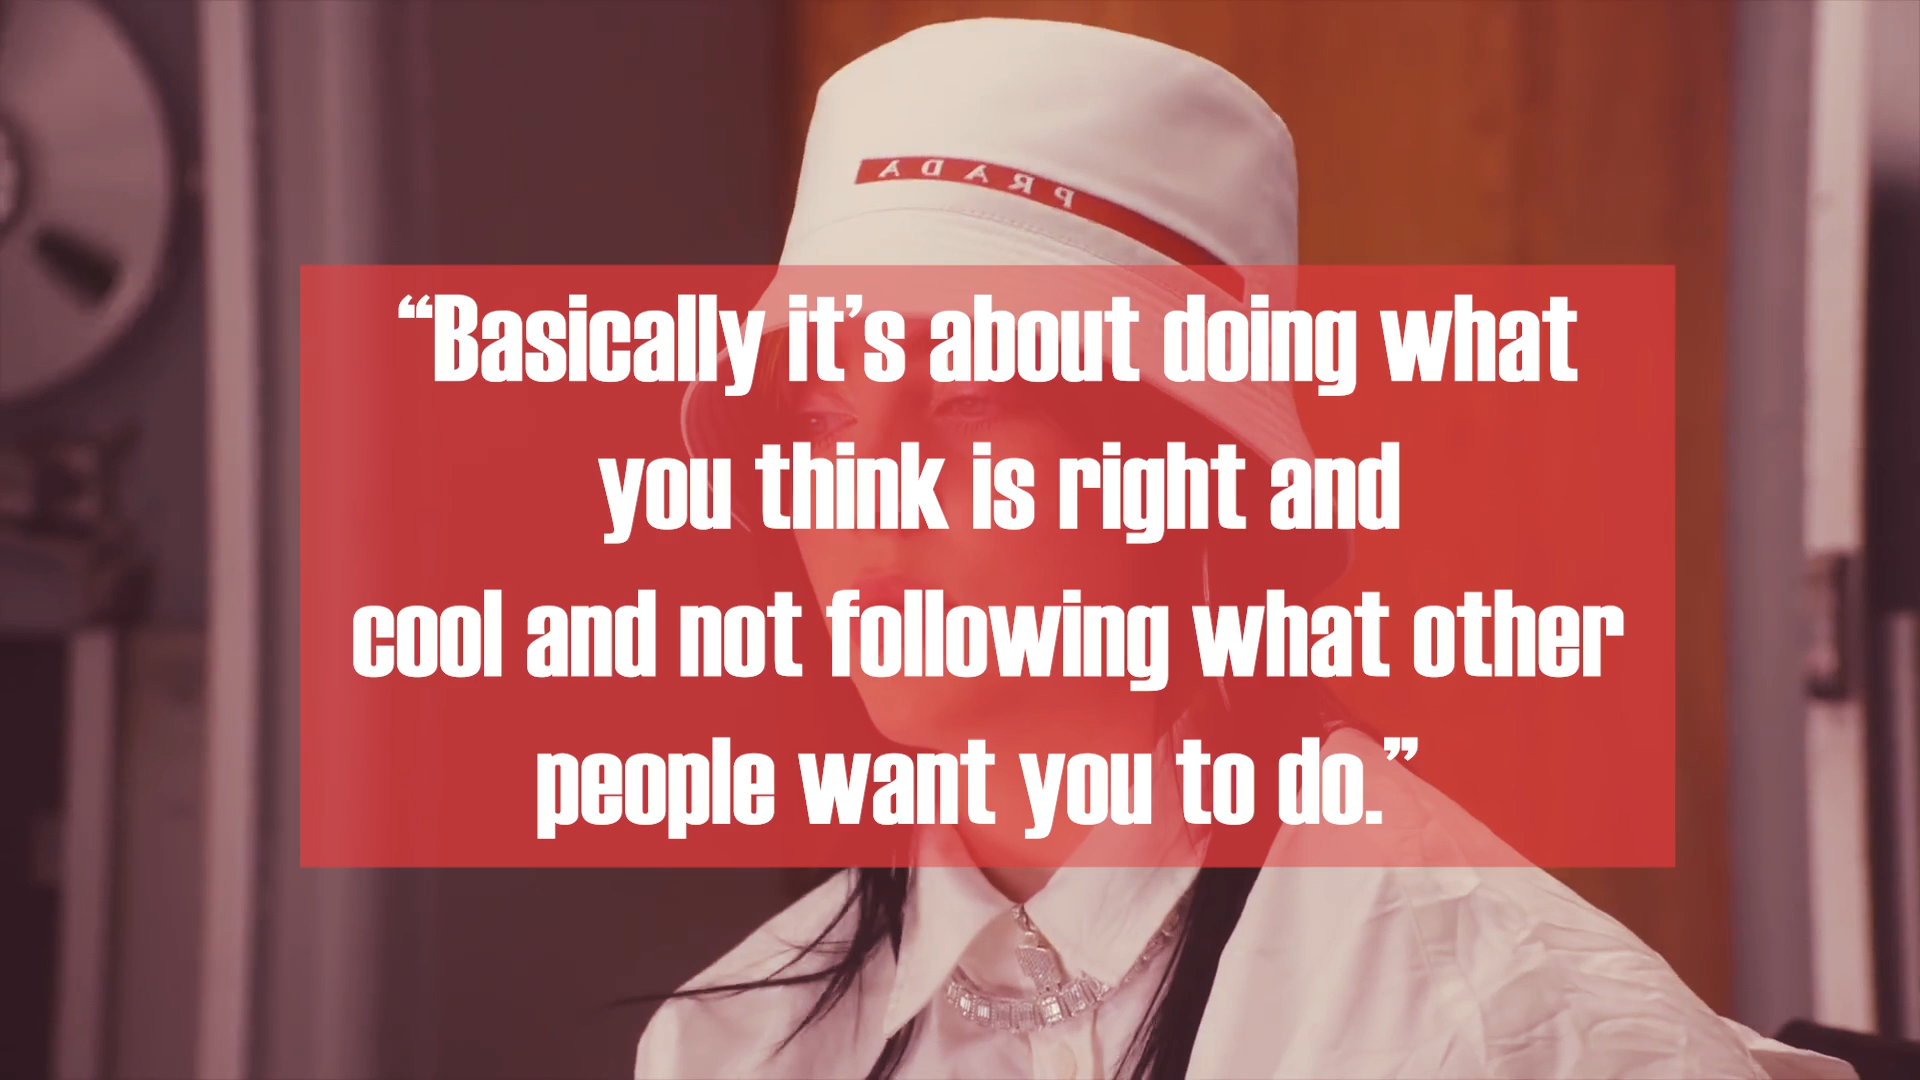 PRADA
“Basically it’s about doing what
you think is right and
cool and not following what other
people want you to do.”